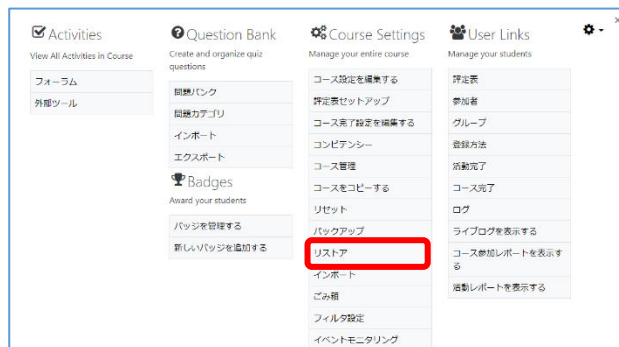 Activities
View All Activities in Course
フォーラム
外部ツール
Question Bank
Create and organize quiz
questions
問題バンク
問題カテゴリ
インポート
エクスポート
Badges
Award your students
バッジを管理する
新しいバッジを追加する
Course Settings
Manage your entire course
コース設定を編集する
評定表セットアップ
コース完了設定を編集する
コンピテンシー
コース管理
コースをコピーする
リセット
バックアップ
リストア
インポート
ごみ箱
フィルタ設定
イベントモニタリング
User Links
Manage your students
評定表
参加者
グループ
登録方法
活動完了
コース完了
ログ
ライブログを表示する
コース参加レポートを表示す
る
活動レポートを表示する